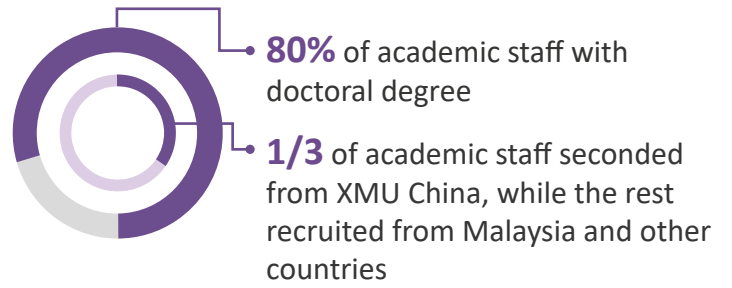 80% of academic staff with
doctoral degree
1/3 of academic staff seconded
from XMU China, while the rest
recruited from Malaysia and other
countries